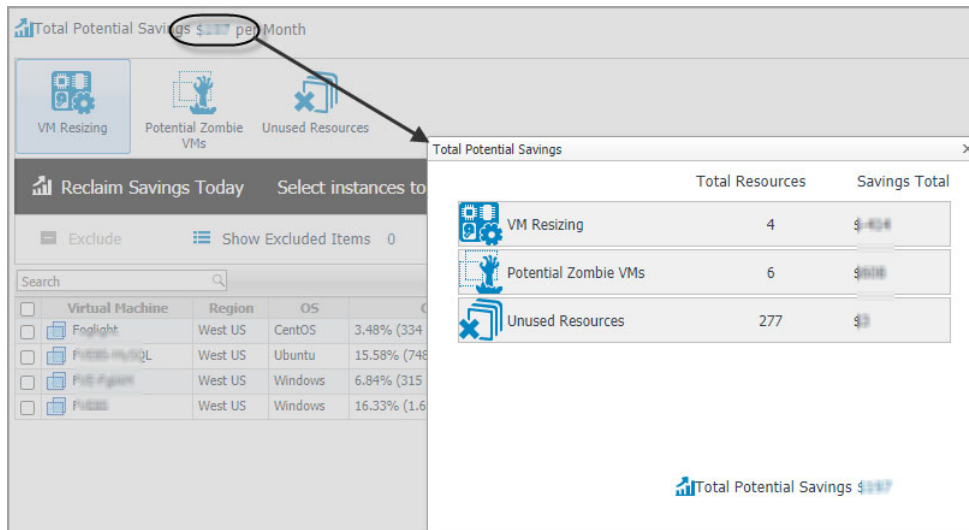 Total Potential Savings $ per Month
VM Resizing
Potential Zombie VMs
Unused Resources
Reclaim Savings Today Select instances to
Exclude Show Excluded Items 0
Search
Virtual Machine Region OS
Foglight West US CentOS 3.48% (334
West US Ubuntu 15.58% (748
West US Windows 6.84% (315
West US Windows 16.33% (1.6
Total Potential Savings
Total Resources Savings Total
VM Resizing 4 $
Potential Zombie VMs 6 $
Unused Resources 277 $
Total Potential Savings $